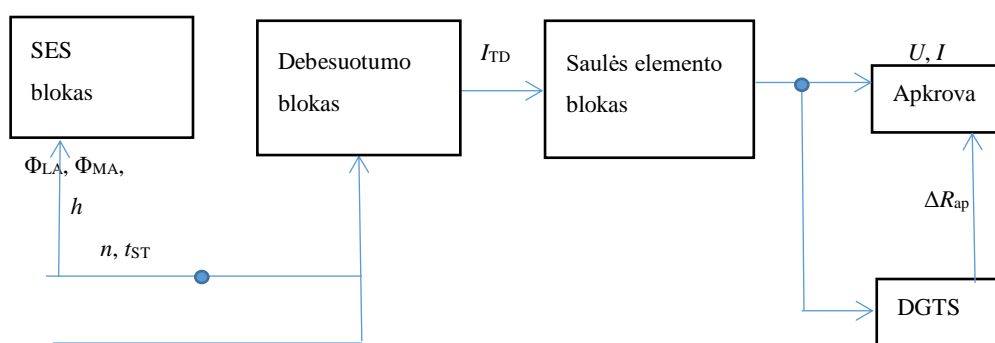 SES
blokas
Debesuotumo
blokas
I_TD
Saulės elemento
blokas
U, I
Apkrova
Φ_LA, Φ_MA,
h
n, t_ST
ΔR_ap
DGTS